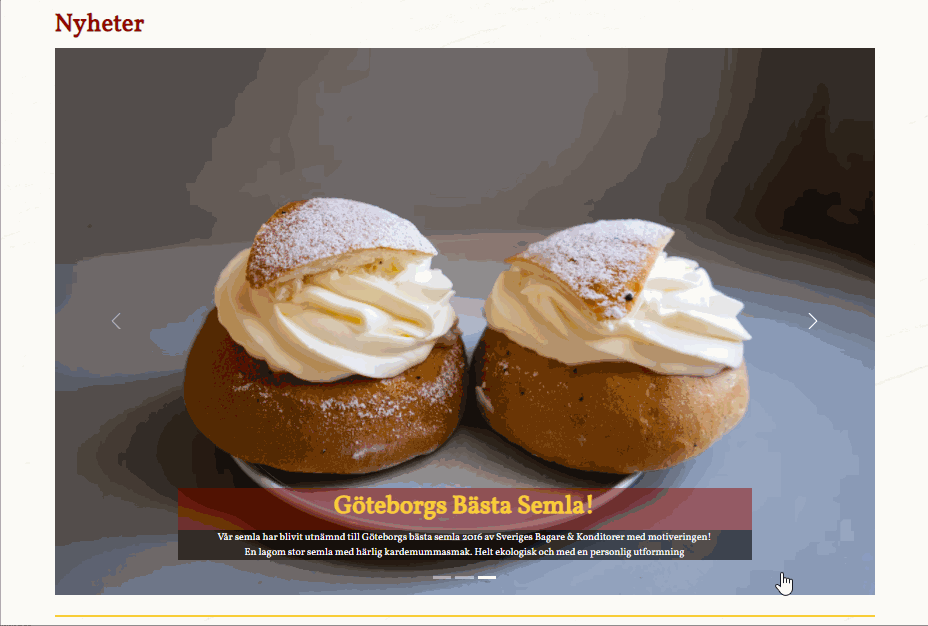 Nyheter
Göteborgs Bästa Semla!
Vår semla har blivit utnämnd till Göteborgs bästa semla 2016 av Sveriges Bagare & Konditorer med motiveringen!
En lagom stor semla med härlig kardemummasmak. Helt ekologisk och med en personlig utformning